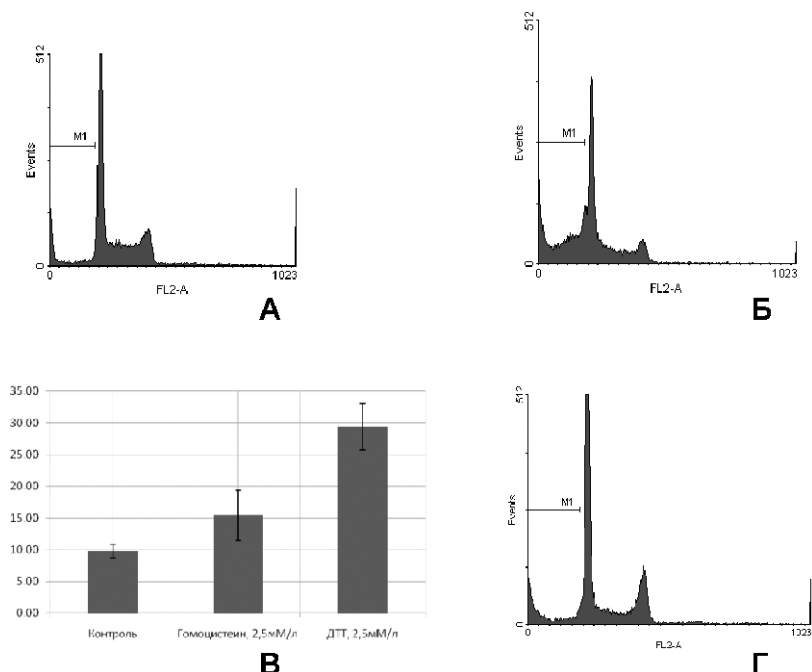 512
M1
Events
0
0
1023
FL2-A
А
512
M1
Events
0
0
1023
FL2-A
Б
35.00
30.00
25.00
20.00
15.00
10.00
5.00
0.00
Контроль
Гомоцистеин, 2,5мМ/л
ДТТ, 2,5мМ/л
В
512
M1
Events
0
0
1023
FL2-A
Г